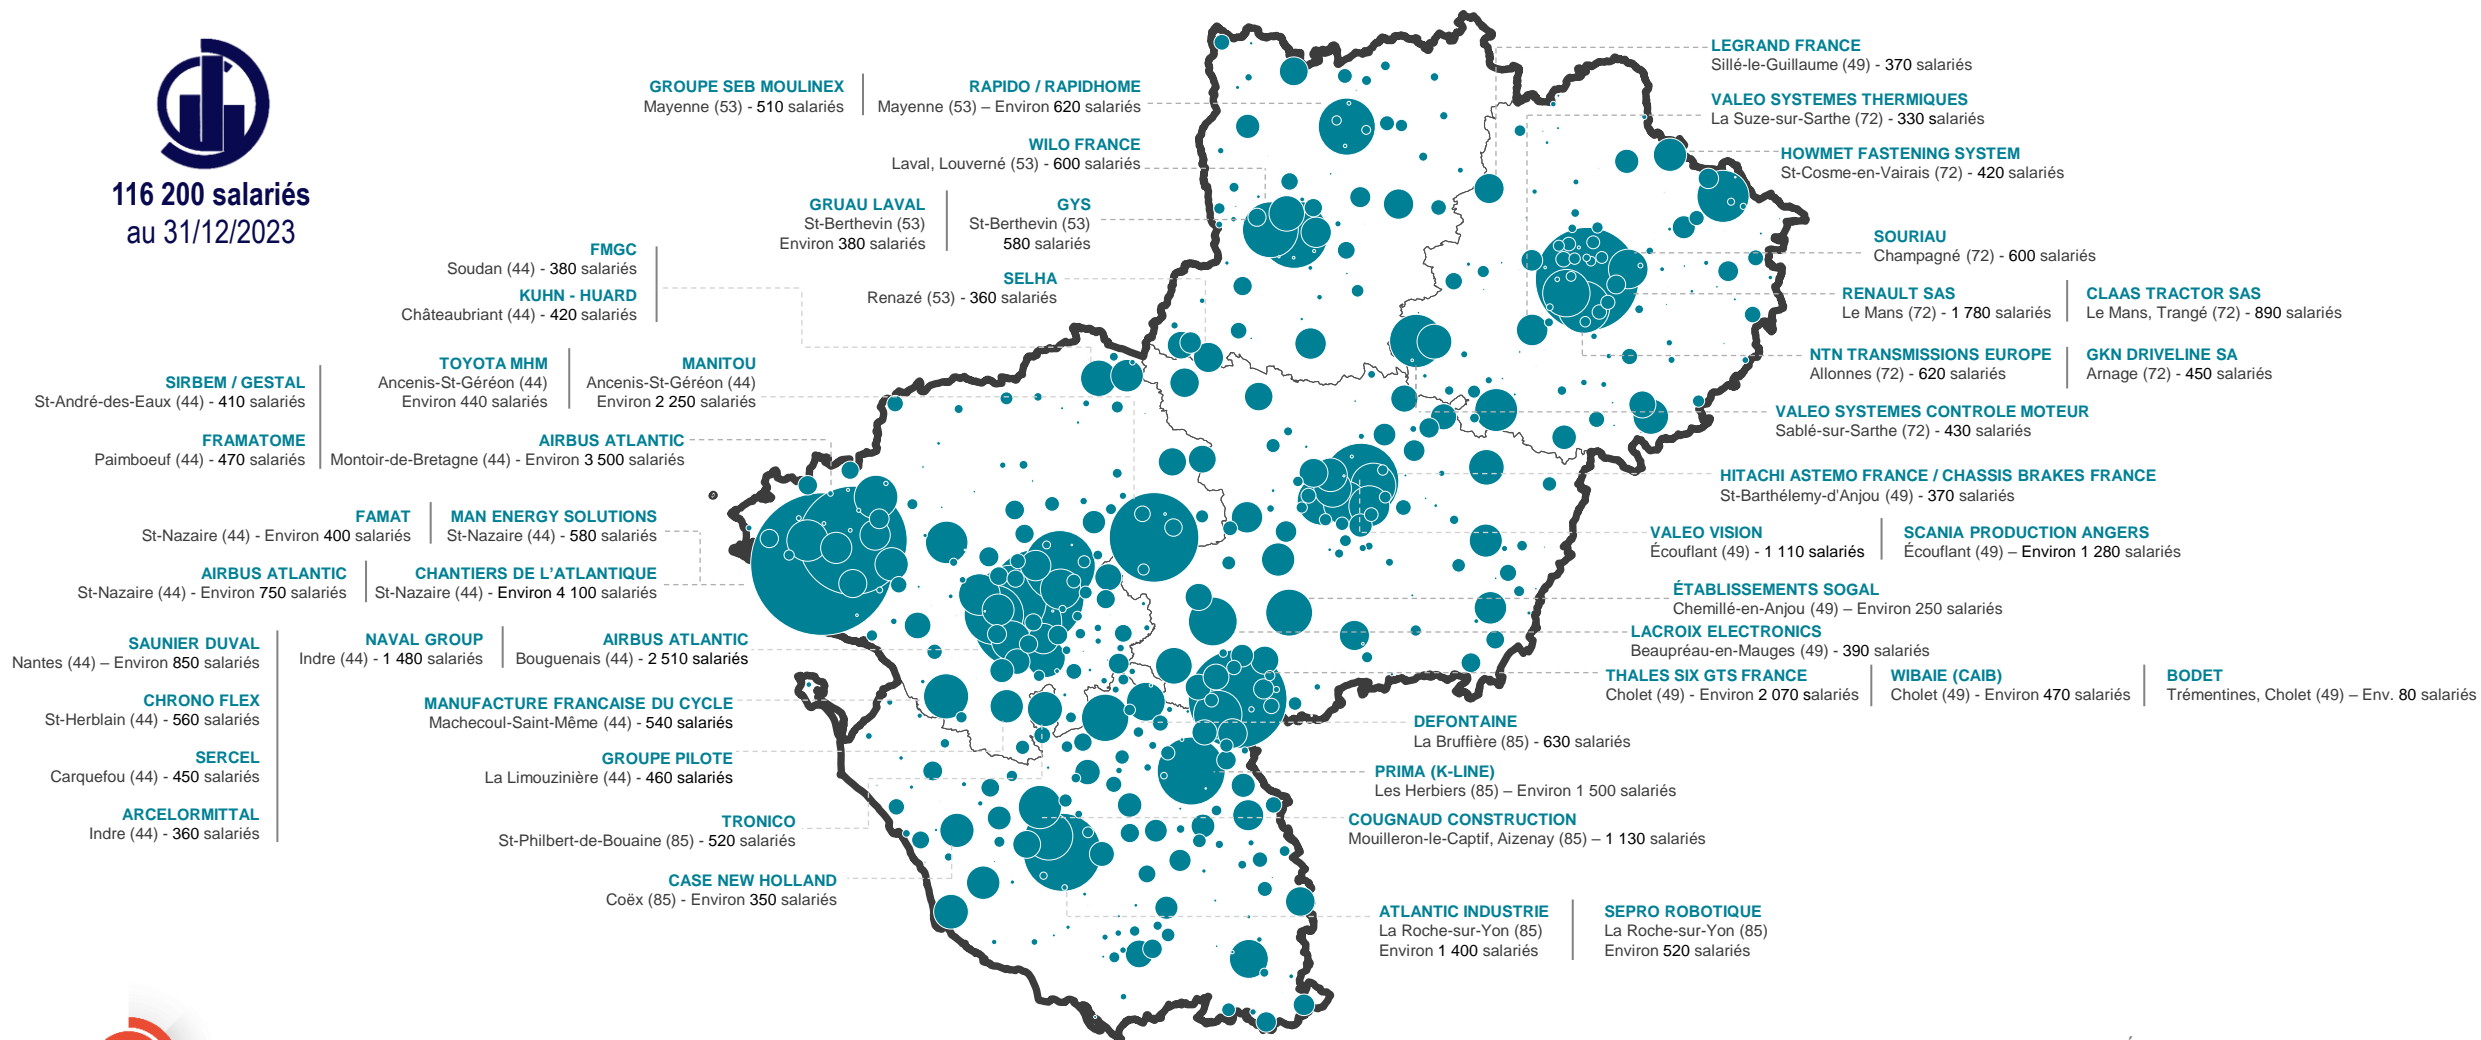 116 200 salariés
au 31/12/2023
GROUPE SEB MOULINEX
Mayenne (53) - 510 salariés
RAPIDO / RAPIDHOME
Mayenne (53) – Environ 620 salariés
WILO FRANCE
Laval, Louverné (53) - 600 salariés
GRUAU LAVAL
St-Berthevin (53)
Environ 380 salariés
GYS
St-Berthevin (53)
580 salariés
FMGC
Soudan (44) - 380 salariés
KUHN - HUARD
Châteaubriant (44) - 420 salariés
SELHA
Renazé (53) - 360 salariés
SIRBEM / GESTAL
St-André-des-Eaux (44) - 410 salariés
TOYOTA MHM
Ancenis-St-Géréon (44)
Environ 440 salariés
MANITOU
Ancenis-St-Géréon (44)
Environ 2 250 salariés
FRAMATOME
Paimboeuf (44) - 470 salariés
AIRBUS ATLANTIC
Montoir-de-Bretagne (44) - Environ 3 500 salariés
FAMAT
St-Nazaire (44) - Environ 400 salariés
MAN ENERGY SOLUTIONS
St-Nazaire (44) - 580 salariés
AIRBUS ATLANTIC
St-Nazaire (44) - Environ 750 salariés
CHANTIERS DE L'ATLANTIQUE
St-Nazaire (44) - Environ 4 100 salariés
SAUNIER DUVAL
Nantes (44) – Environ 850 salariés
NAVAL GROUP
Indre (44) - 1 480 salariés
AIRBUS ATLANTIC
Bouguenais (44) - 2 510 salariés
CHRONO FLEX
St-Herblain (44) - 560 salariés
MANUFACTURE FRANCAISE DU CYCLE
Machecoul-Saint-Même (44) - 540 salariés
SERCEL
Carquefou (44) - 450 salariés
GROUPE PILOTE
La Limouzinière (44) - 460 salariés
ARCELORMITTAL
Indre (44) - 360 salariés
TRONICO
St-Philbert-de-Bouaine (85) - 520 salariés
CASE NEW HOLLAND
Coëx (85) - Environ 350 salariés
LEGRAND FRANCE
Sillé-le-Guillaume (49) - 370 salariés
VALEO SYSTEMES THERMIQUES
La Suze-sur-Sarthe (72) - 330 salariés
HOWMET FASTENING SYSTEM
St-Cosme-en-Vairais (72) - 420 salariés
SOURIAU
Champagné (72) - 600 salariés
RENAULT SAS
Le Mans (72) - 1 780 salariés
CLAAS TRACTOR SAS
Le Mans, Trangé (72) - 890 salariés
NTN TRANSMISSIONS EUROPE
Allonnes (72) - 620 salariés
GKN DRIVELINE SA
Arnage (72) - 450 salariés
VALEO SYSTEMES CONTROLE MOTEUR
Sablé-sur-Sarthe (72) - 430 salariés
HITACHI ASTEMO FRANCE / CHASSIS BRAKES FRANCE
St-Barthélemy-d'Anjou (49) - 370 salariés
VALEO VISION
Écouflant (49) - 1 110 salariés
SCANIA PRODUCTION ANGERS
Écouflant (49) – Environ 1 280 salariés
ÉTABLISSEMENTS SOGAL
Chemillé-en-Anjou (49) – Environ 250 salariés
LACROIX ELECTRONICS
Beaupréau-en-Mauges (49) - 390 salariés
THALES SIX GTS FRANCE
Cholet (49) - Environ 2 070 salariés
WIBAIE (CAIB)
Cholet (49) - Environ 470 salariés
BODET
Trémentines, Cholet (49) – Env. 80 salariés
DEFONTAINE
La Bruffière (85) - 630 salariés
PRIMA (K-LINE)
Les Herbiers (85) – Environ 1 500 salariés
COUGNAUD CONSTRUCTION
Mouilleron-le-Captif, Aizenay (85) – 1 130 salariés
ATLANTIC INDUSTRIE
La Roche-sur-Yon (85)
Environ 1 400 salariés
SEPRO ROBOTIQUE
La Roche-sur-Yon (85)
Environ 520 salariés